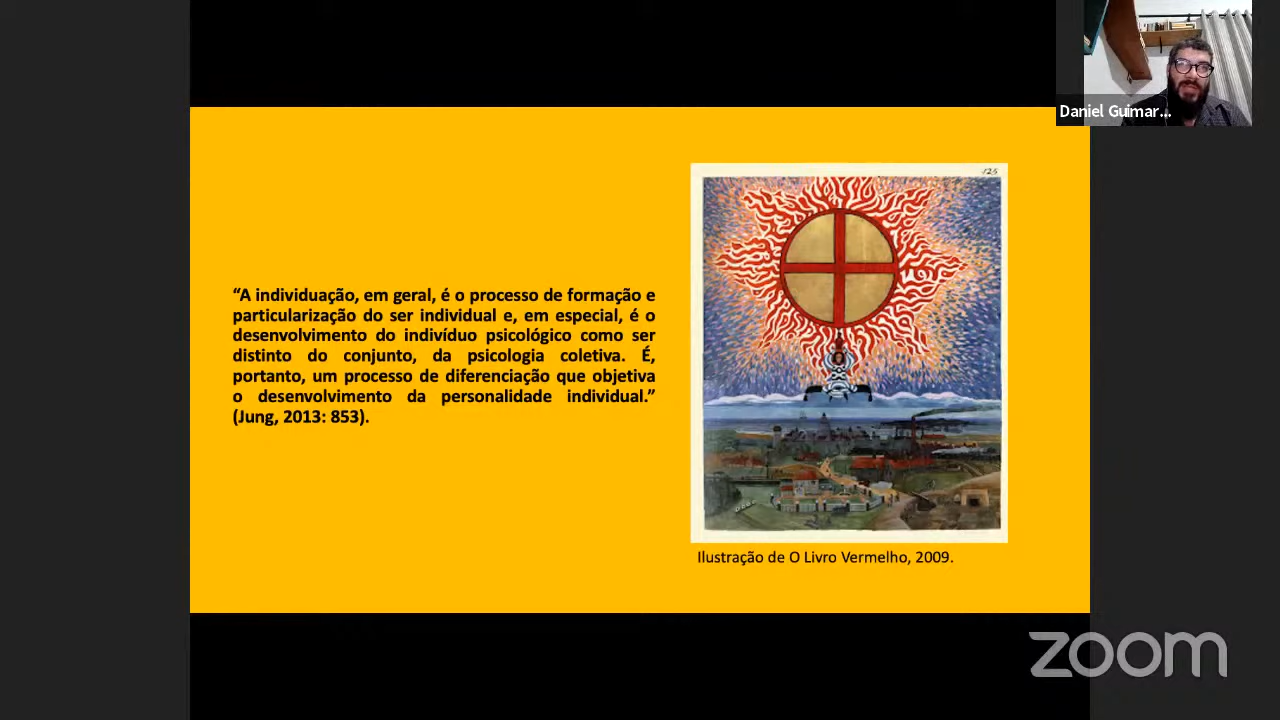 Daniel Guimar...
125
“A individuação, em geral, é o processo de formação e
particularização do ser individual e, em especial, é o
desenvolvimento do indivíduo psicológico como ser
distinto do conjunto, da psicologia coletiva. É,
portanto, um processo de diferenciação que objetiva
o desenvolvimento da personalidade individual.”
(Jung, 2013: 853).
Ilustração de O Livro Vermelho, 2009.
zoom